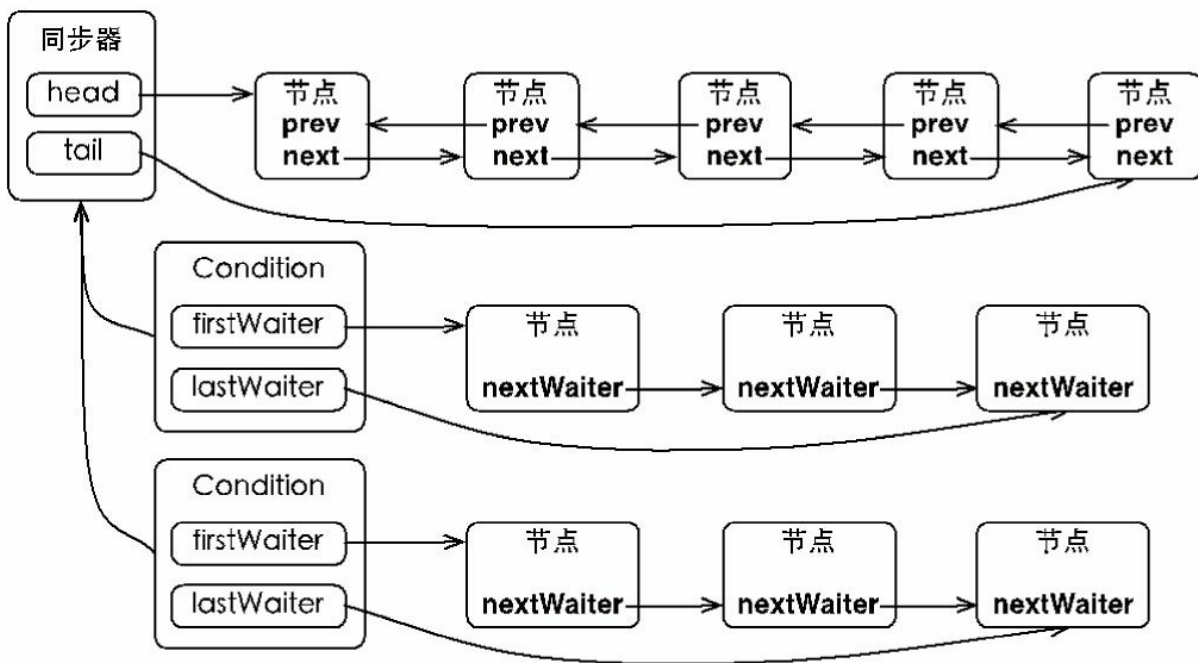 同步器
head
tail
节点 节点 节点 节点 节点
prev prev prev prev prev
next next next next next
Condition
firstWaiter
lastWaiter
节点 节点 节点
nextWaiter nextWaiter nextWaiter
Condition
firstWaiter
lastWaiter
节点 节点 节点
nextWaiter nextWaiter nextWaiter